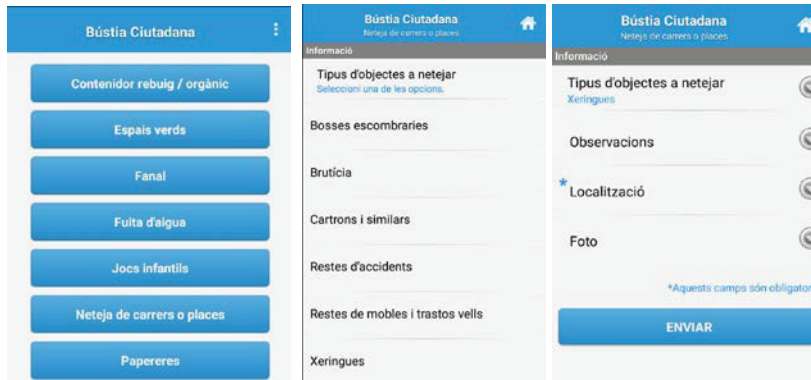 Bústia Ciutadana
Contenidor rebuig / orgànic
Espais verds
Fanal
Fuita d'aigua
Jocs infantils
Neteja de carrers o places
Papereres
Bústia Ciutadana
Neteja de carrers o places
Informació
Tipus d'objectes a netejar
Seleccioni una de les opcions.
Bosses escombraries
Brutícia
Cartrons i similars
Restes d'accidents
Restes de mobles i trastos vells
Xeringues
Bústia Ciutadana
Neteja de carrers o places
Informació
Tipus d'objectes a netejar
Xeringues
Observacions
*Localització
Foto
*Aquests camps són obligator
ENVIAR